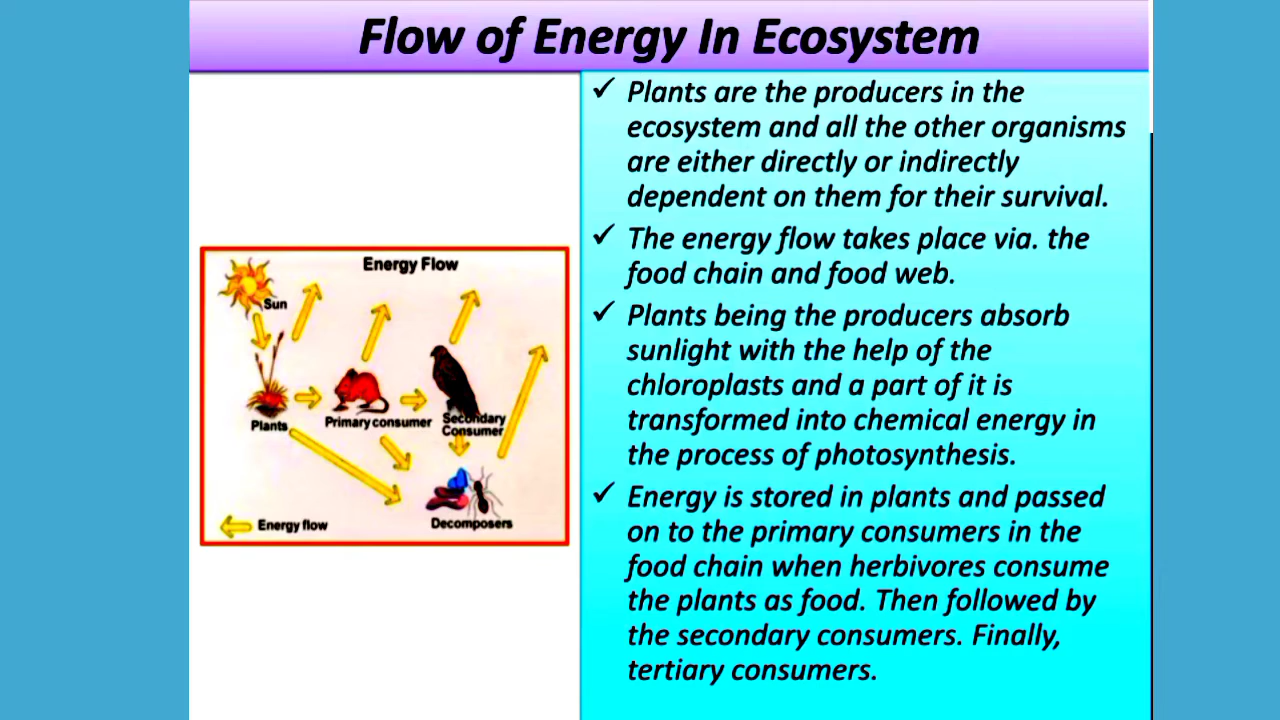 Flow of Energy In Ecosystem
Energy Flow
Sun
Plants
Primary consumer
Secondary
Consumer
Decomposers
Energy flow
✓ Plants are the producers in the
ecosystem and all the other organisms
are either directly or indirectly
dependent on them for their survival.
✓ The energy flow takes place via. the
food chain and food web.
✓ Plants being the producers absorb
sunlight with the help of the
chloroplasts and a part of it is
transformed into chemical energy in
the process of photosynthesis.
✓ Energy is stored in plants and passed
on to the primary consumers in the
food chain when herbivores consume
the plants as food. Then followed by
the secondary consumers. Finally,
tertiary consumers.